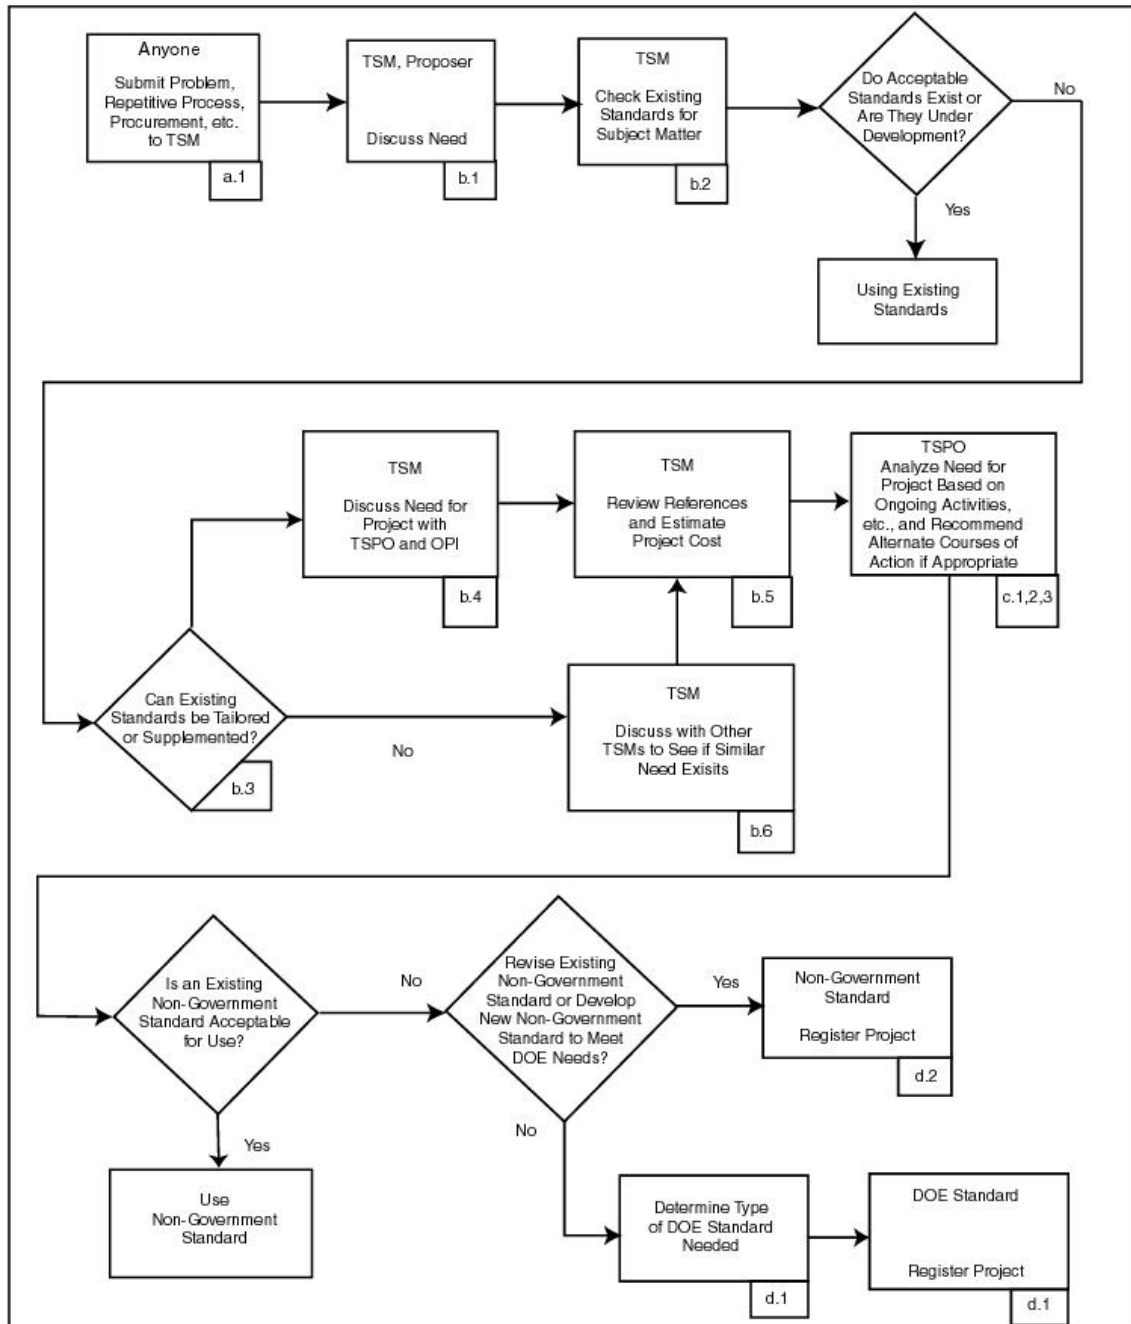 Anyone
Submit Problem,
Repetitive Process,
Procurement, etc.
to TSM
a.1
TSM, Proposer
Discuss Need
b.1
TSM
Check Existing
Standards for
Subject Matter
b.2
Do Acceptable
Standards Exist or
Are They Under
Development?
No
Yes
Using Existing
Standards
TSM
Discuss Need for
Project with
TSPO and OPI
b.4
TSM
Review References
and Estimate
Project Cost
b.5
TSPO
Analyze Need for
Project Based on
Ongoing Activities,
etc., and Recommend
Alternate Courses of
Action if Appropriate
c.1,2,3
Can Existing
Standards be Tailored
or Supplemented?
b.3
No
TSM
Discuss with Other
TSMs to See if Similar
Need Exisits
b.6
Is an Existing
Non-Government
Standard Acceptable
for Use?
No
Yes
Use
Non-Government
Standard
Revise Existing
Non-Government
Standard or Develop
New Non-Government
Standard to Meet
DOE Needs?
Yes
Non-Government
Standard
Register Project
d.2
No
Determine Type
of DOE Standard
Needed
d.1
DOE Standard
Register Project
d.1